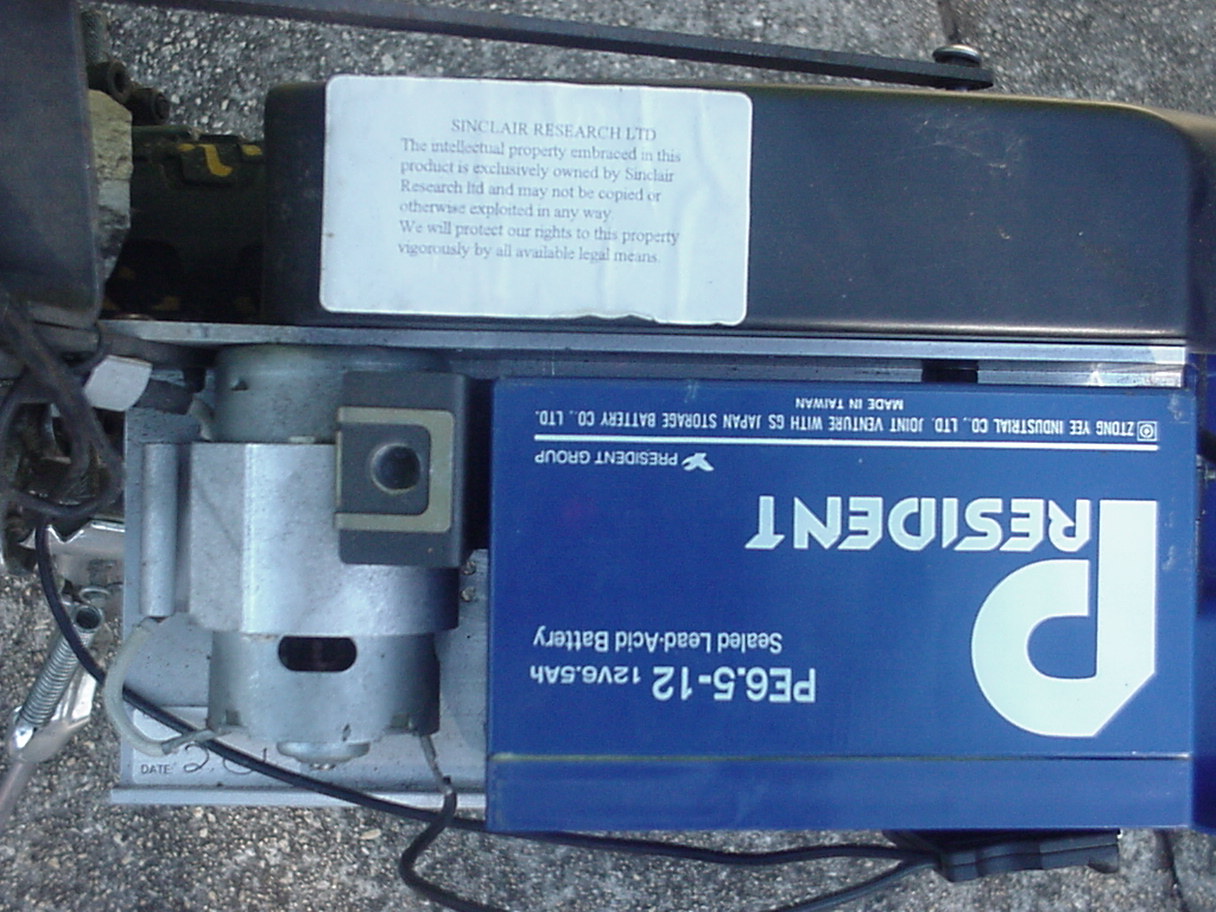 SINCLAIR RESEARCH LTD
The intellectual property embraced in this
product is exclusively owned by Sinclair
Research ltd and may not be copied or
otherwise exploited in any way.
We will protect our rights to this property
vigorously by all available legal means.
PE6.5-12 12V6.5Ah
Sealed Lead-Acid Battery
PRESIDENT
PRESIDENT GROUP
ZTONG YEE INDUSTRIAL CO., LTD. JOINT VENTURE WITH GS JAPAN STORAGE BATTERY CO., LTD.
MADE IN TAIWAN
DATE: